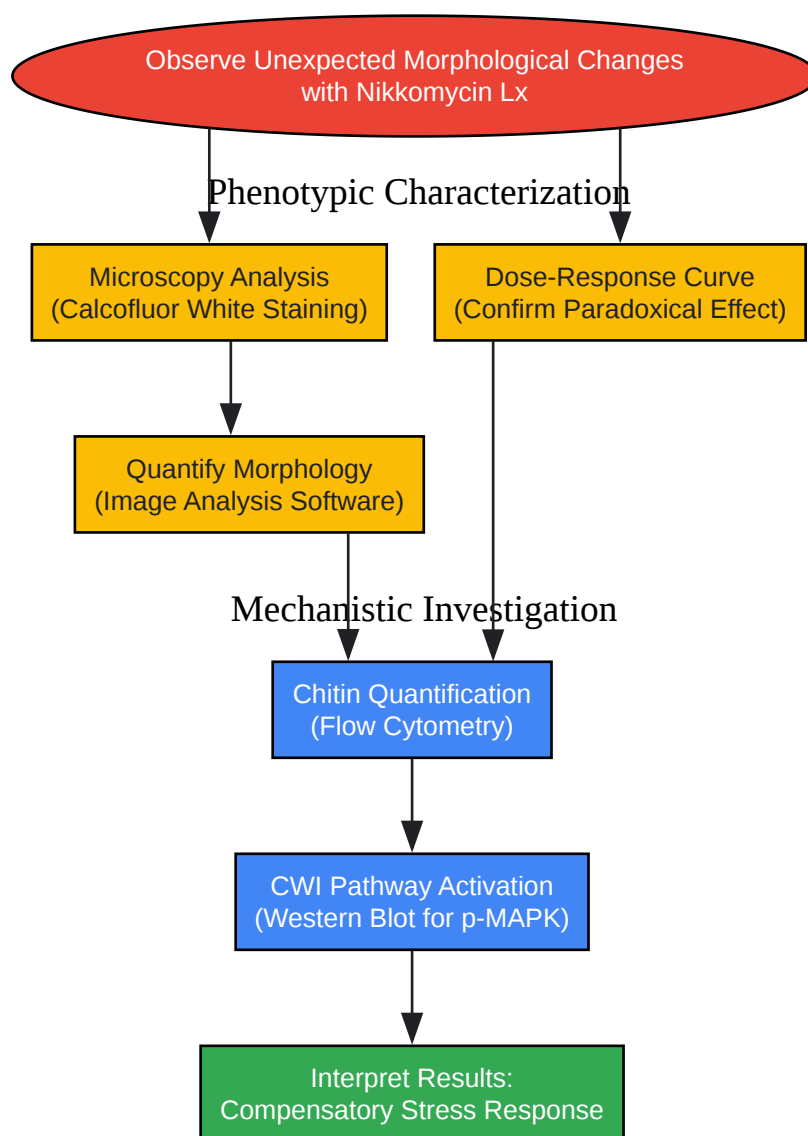 Observe Unexpected Morphological Changes
with Nikkomycin Lx
Phenotypic Characterization
Microscopy Analysis
(Calcofluor White Staining)
Dose-Response Curve
(Confirm Paradoxical Effect)
Quantify Morphology
(Image Analysis Software)
Mechanistic Investigation
Chitin Quantification
(Flow Cytometry)
CWI Pathway Activation
(Western Blot for p-MAPK)
Interpret Results:
Compensatory Stress Response